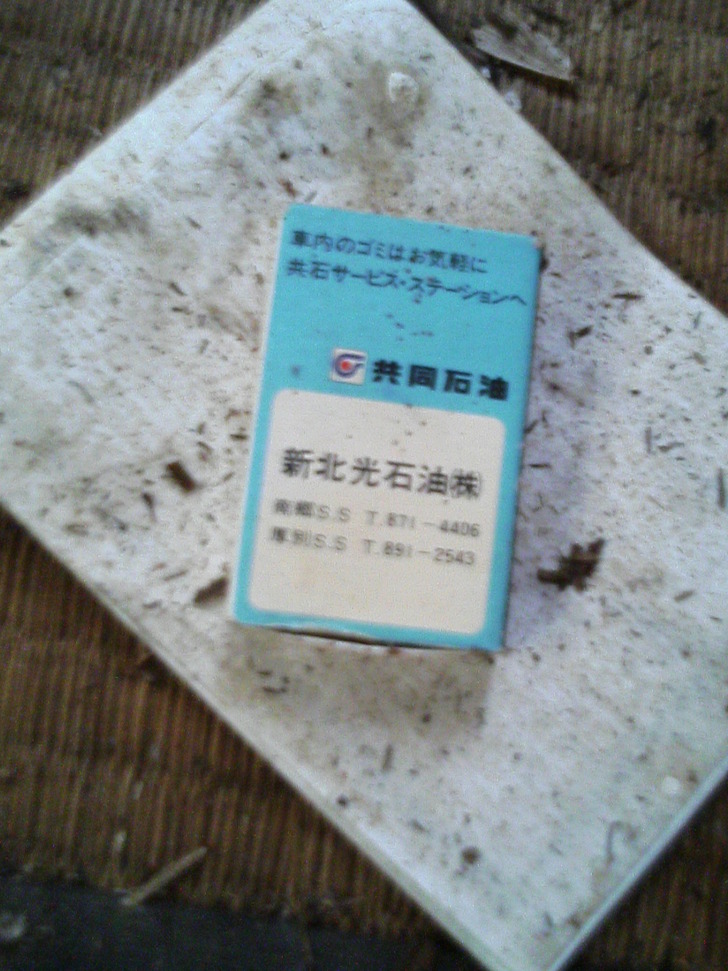 車内のゴミはお気軽に
共石サービス・ステーションへ
共同石油
新北光石油㈱
南郷S.S T.871-4406
厚別S.S T.891-2543